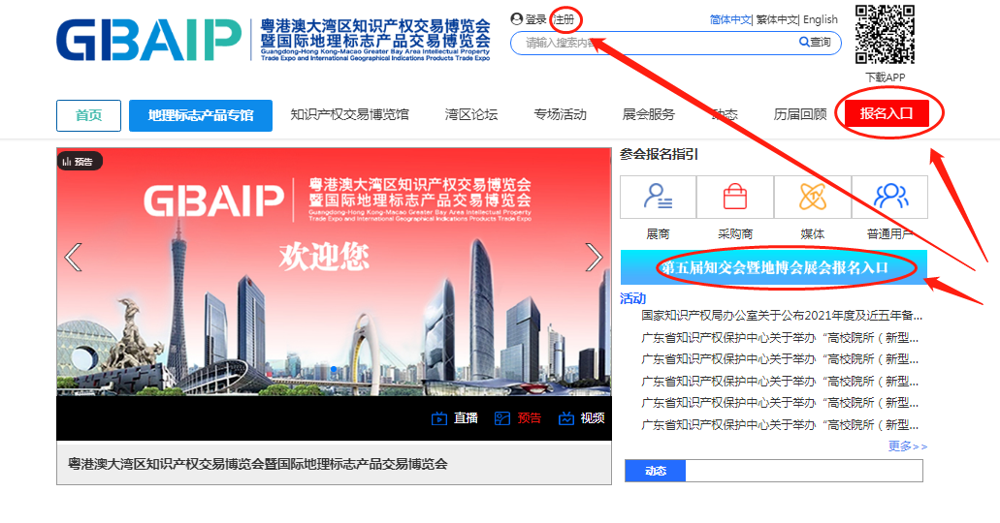 GBAIP
粤港澳大湾区知识产权交易博览会
暨国际地理标志产品交易博览会
Guangdong-Hong Kong-Macao Greater Bay Area Intellectual Property
Trade Expo and International Geographical Indications Products Trade Expo
登录 注册
简体中文| 繁体中文| English
请输入搜索内容
查询
下载APP
首页
地理标志产品专馆
知识产权交易博览馆
湾区论坛
专场活动
展会服务
动态
历届回顾
报名入口
预告
GBAIP
粤港澳大湾区知识产权交易博览会
暨国际地理标志产品交易博览会
Guangdong-Hong Kong-Macao Greater Bay Area Intellectual Property
Trade Expo and International Geographical Indications Products Trade Expo
欢迎您
直播
预告
视频
粤港澳大湾区知识产权交易博览会暨国际地理标志产品交易博览会
参会报名指引
展商
采购商
媒体
普通用户
第五届知交会暨地博会展会报名入口
活动
国家知识产权局办公室关于公布2021年度及近五年备...
广东省知识产权保护中心关于举办“高校院所（新型...
广东省知识产权保护中心关于举办“高校院所（新型...
广东省知识产权保护中心关于举办“高校院所（新型...
广东省知识产权保护中心关于举办“高校院所（新型...
广东省知识产权保护中心关于举办“高校院所（新型...
更多>>
动态